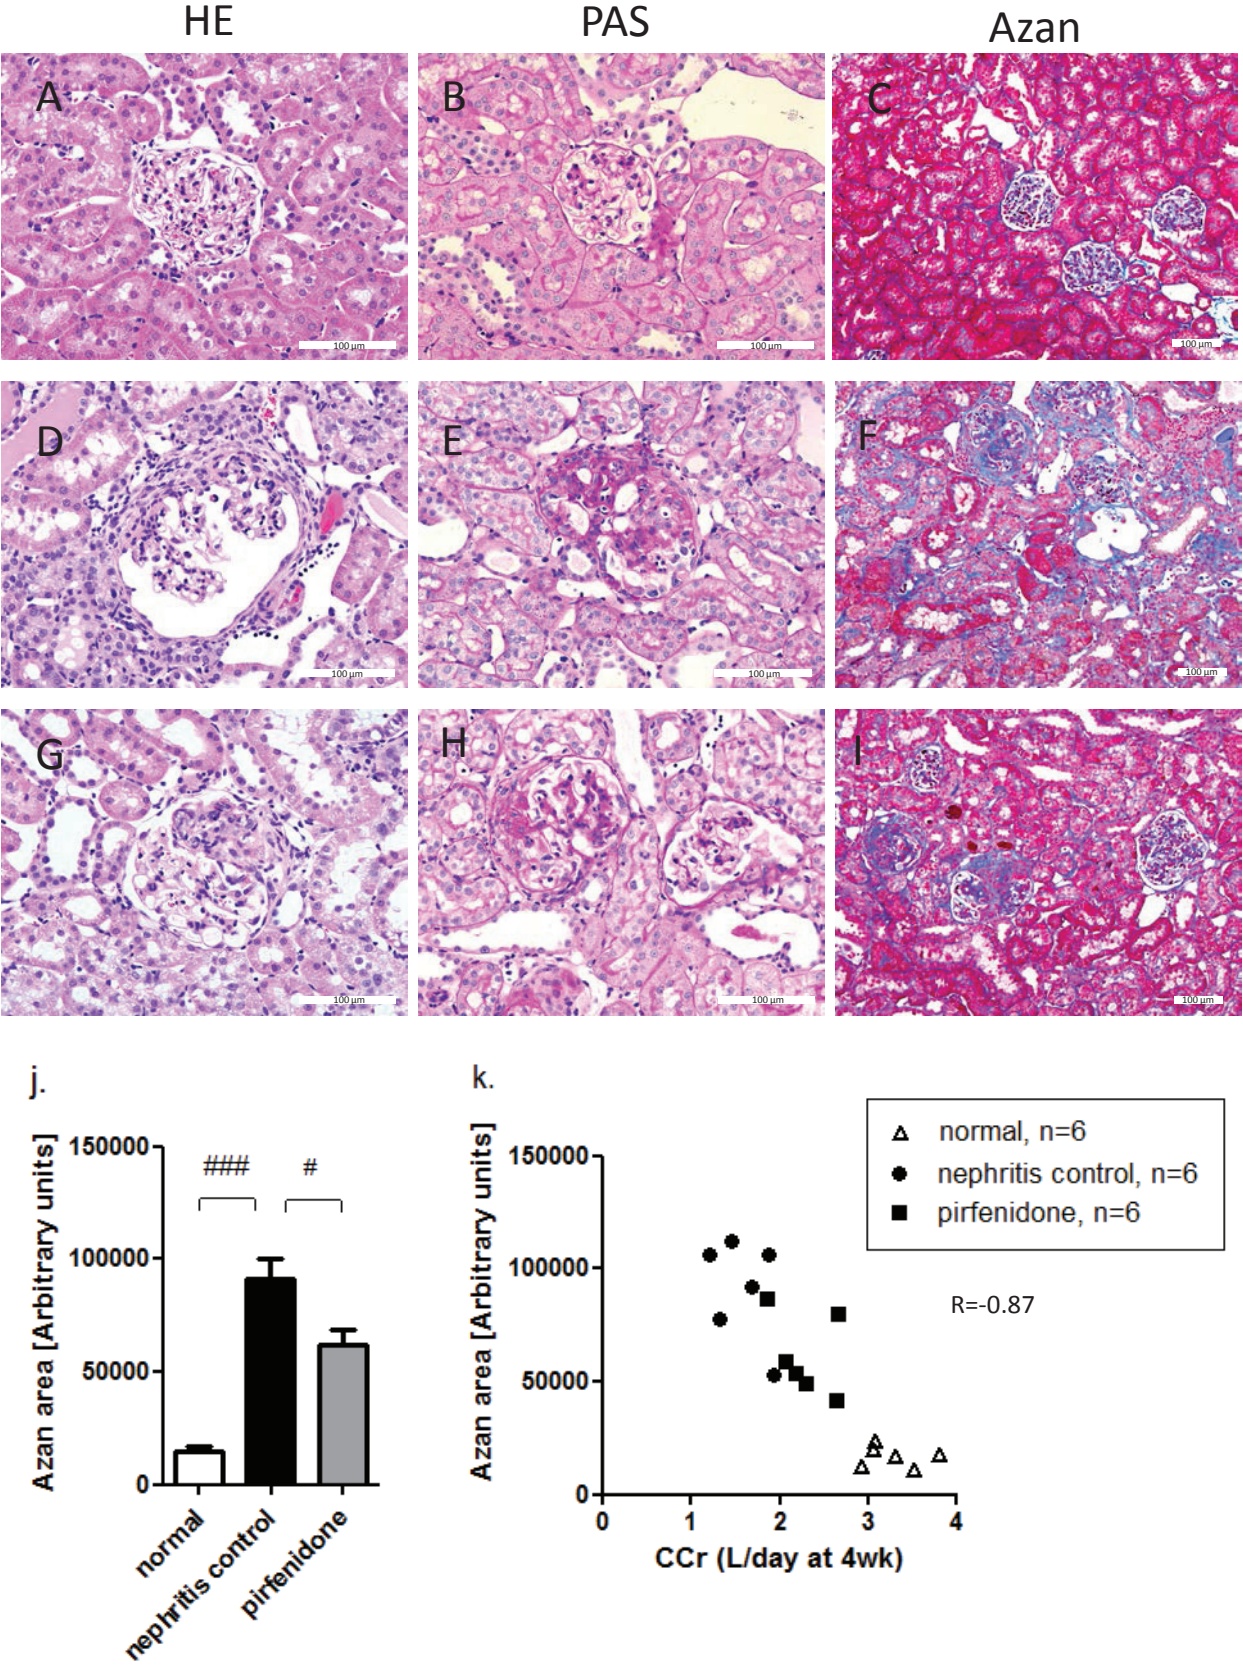 HE PAS Azan
A B C
100 µm 100 µm 100 µm
D E F
100 µm 100 µm 100 µm
G H I
100 µm 100 µm 100 µm
j.
Azan area [Arbitrary units]
150000
100000
50000
0
### #
normal
nephritis control
pirfenidone
k.
Azan area [Arbitrary units]
150000
100000
50000
0
0 1 2 3 4
CCr (L/day at 4wk)
normal, n=6
nephritis control, n=6
pirfenidone, n=6
R=-0.87